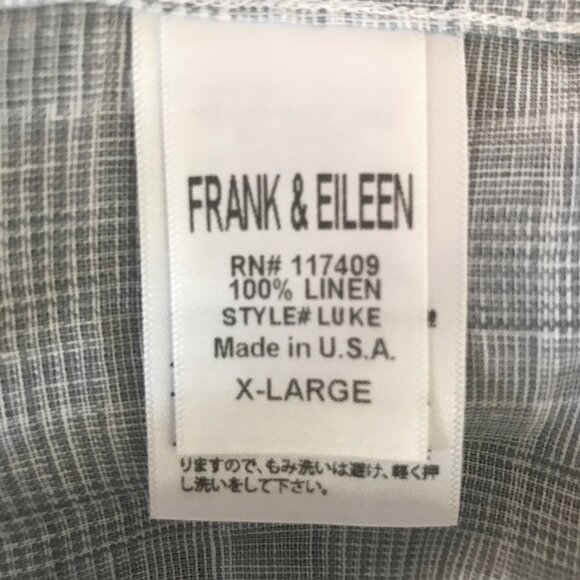 FRANK & EILEEN
RN# 117409
100% LINEN
STYLE# LUKE
Made in U.S.A.
X-LARGE
りますので、もみ洗いは避け、軽く押
し洗いをして下さい。